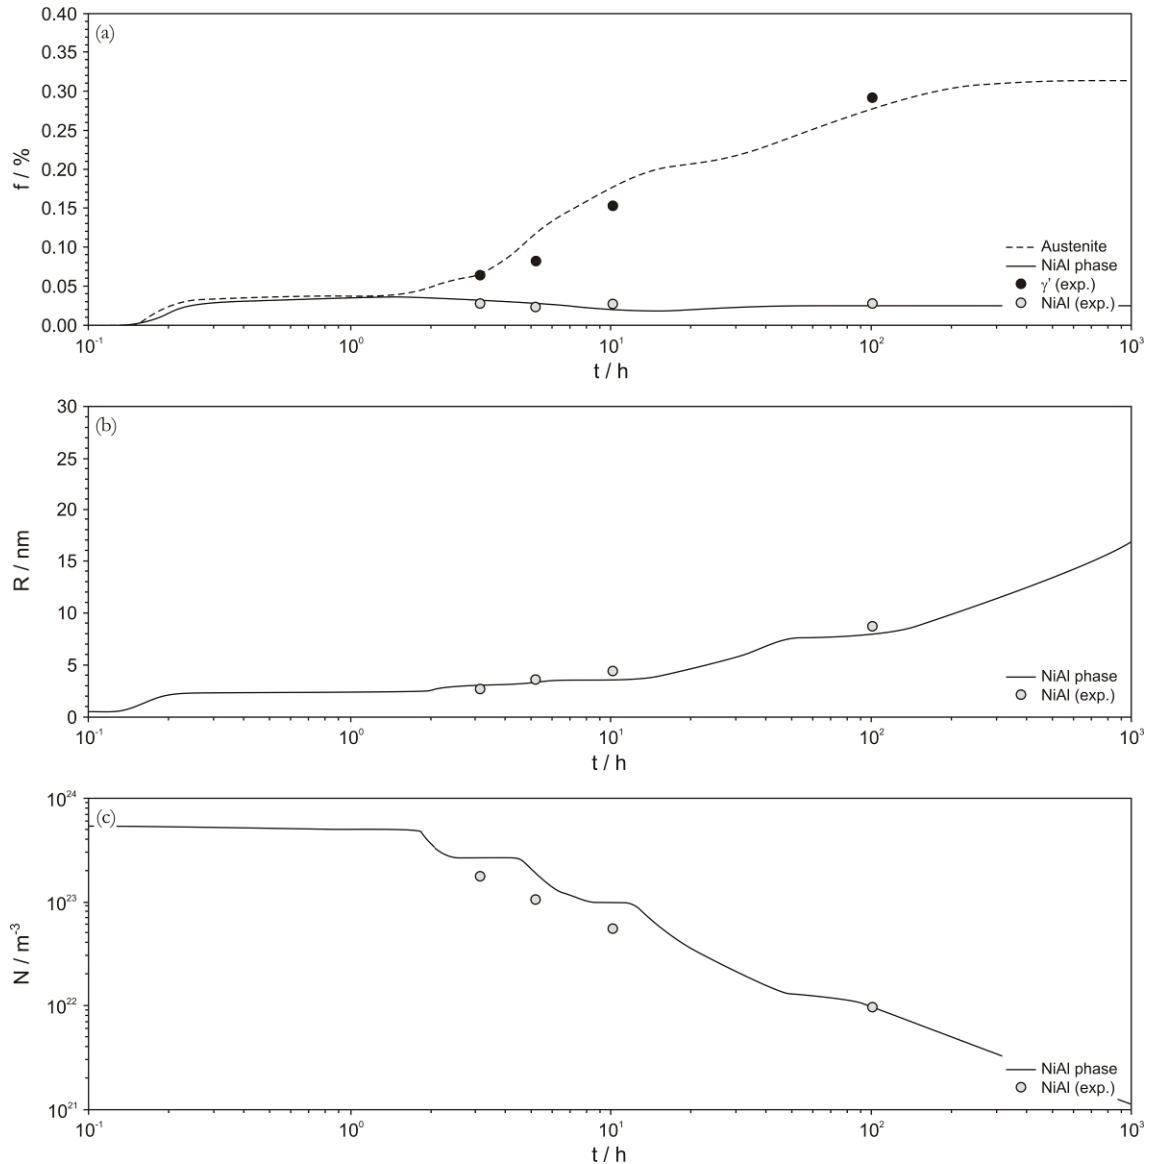 (a)
f / %
0.40
0.35
0.30
0.25
0.20
0.15
0.10
0.05
0.00
Austenite
NiAl phase
γ' (exp.)
NiAl (exp.)
10⁻¹ 10⁰ 10¹ 10² 10³
t / h
(b)
R / nm
30
25
20
15
10
5
0
NiAl phase
NiAl (exp.)
10⁻¹ 10⁰ 10¹ 10² 10³
t / h
(c)
N / m⁻³
10²⁴
10²³
10²²
10²¹
NiAl phase
NiAl (exp.)
10⁻¹ 10⁰ 10¹ 10² 10³
t / h